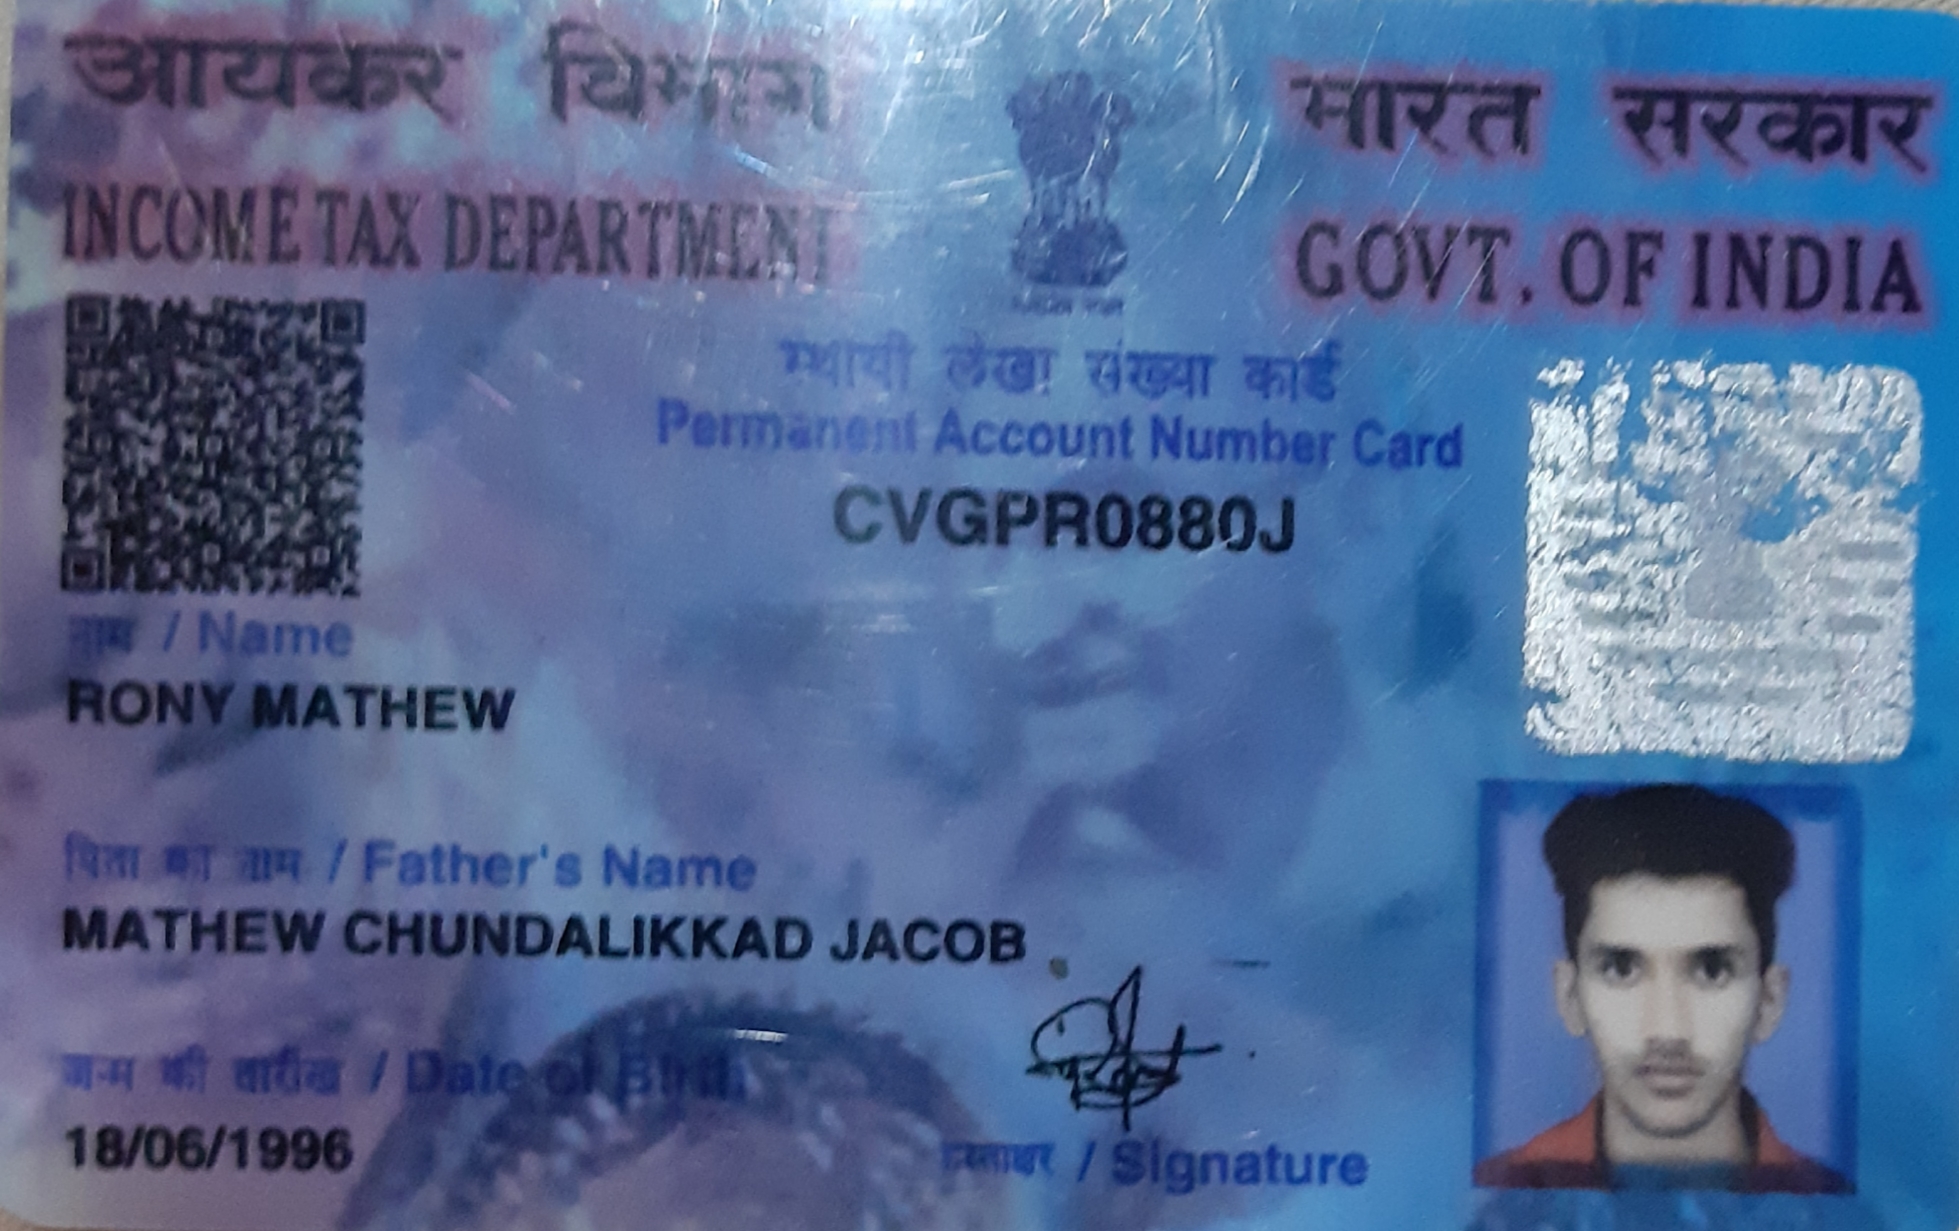 आयकर विभाग
भारत सरकार
INCOME TAX DEPARTMENT
GOVT. OF INDIA
स्थायी लेखा संख्या कार्ड
Permanent Account Number Card
CVGPR0880J
नाम / Name
RONY MATHEW
पिता का नाम / Father's Name
MATHEW CHUNDALIKKAD JACOB
जन्म की तारीख / Date of Birth
18/06/1996
हस्ताक्षर / Signature